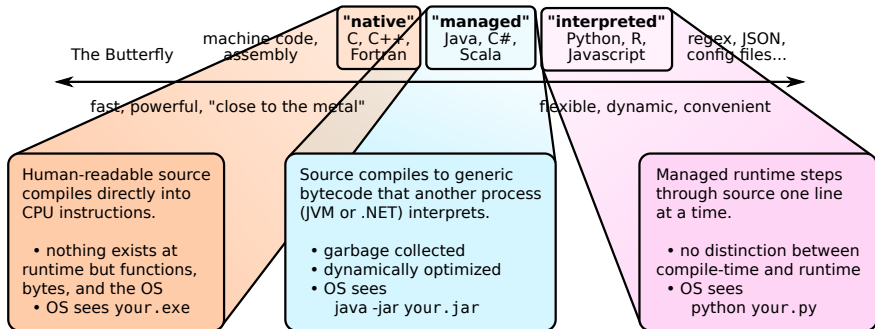 "native"
C, C++,
Fortran
"managed"
Java, C#,
Scala
"interpreted"
Python, R,
Javascript
The Butterfly
machine code,
assembly
regex, JSON,
config files...
fast, powerful, "close to the metal"
flexible, dynamic, convenient
Human-readable source
compiles directly into
CPU instructions.
• nothing exists at
runtime but functions,
bytes, and the OS
• OS sees your.exe
Source compiles to generic
bytecode that another process
(JVM or .NET) interprets.
• garbage collected
• dynamically optimized
• OS sees
java -jar your.jar
Managed runtime steps
through source one line
at a time.
• no distinction between
compile-time and runtime
• OS sees
python your.py